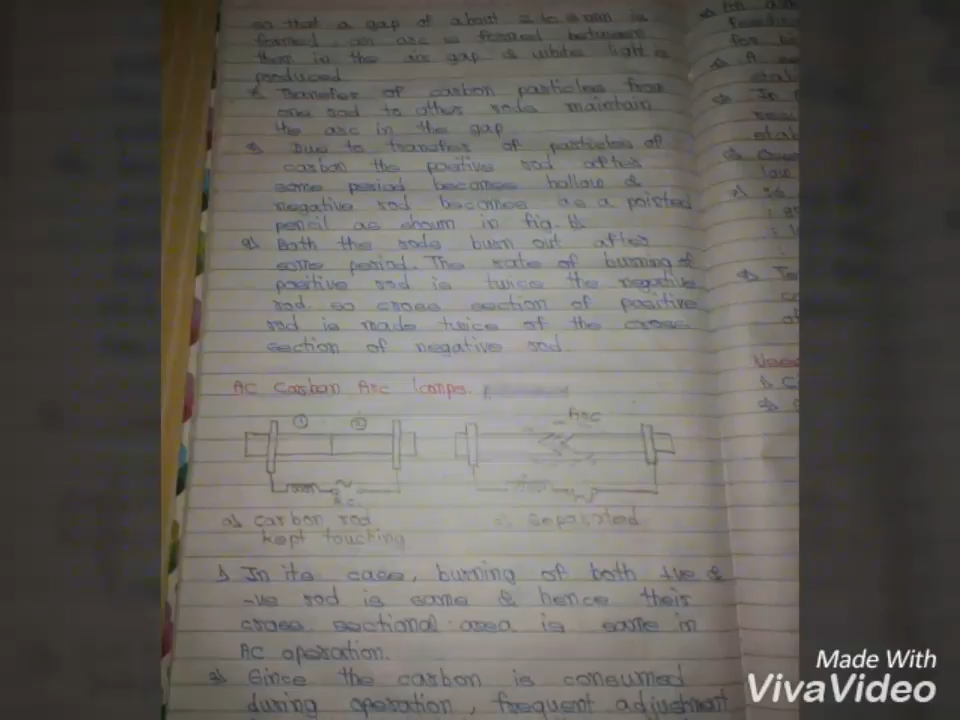 so that a gap of about 2 to 3 mm is
formed. an arc is formed between
them in the air gap & white light is
produced
Transfer of carbon particles from
one rod to other rods maintain
the arc in the gap
Due to transfer of particles of
carbon the positive rod after
some period becomes hollow &
negative rod becomes as a pointed
pencil as shown in fig. b)
Both the rods burn out after
some period. The rate of burning of
positive rod is twice the negative
rod. so cross section of positive
rod is made twice of the cross
section of negative rod.
AC Carbon Arc lamps.
① ②
Arc
A.C.
a) carbon rod
kept touching
separated
1) In its case, burning of both +ve &
-ve rod is same & hence their
cross sectional area is same in
AC operation.
2) Since the carbon is consumed
during operation, frequent adjustment
Made With
VivaVideo